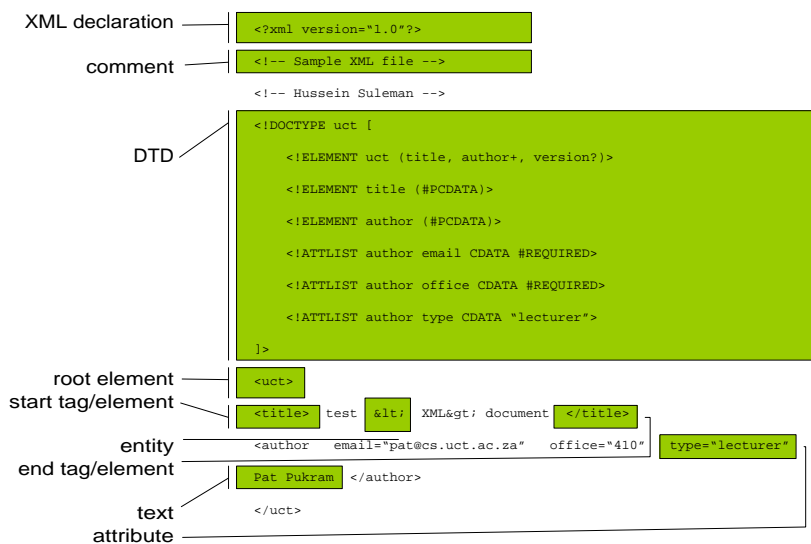 XML declaration
<?xml version=“1.0”?>
comment
<!-- Sample XML file -->
<!-- Hussein Suleman -->
DTD
<!DOCTYPE uct [
<!ELEMENT uct (title, author+, version?)>
<!ELEMENT title (#PCDATA)>
<!ELEMENT author (#PCDATA)>
<!ATTLIST author email CDATA #REQUIRED>
<!ATTLIST author office CDATA #REQUIRED>
<!ATTLIST author type CDATA “lecturer”>
]>
root element
<uct>
start tag/element
<title> test &lt; XML&gt; document </title>
entity
<author email=“pat@cs.uct.ac.za” office=“410” type=“lecturer”
end tag/element
Pat Pukram </author>
text
</uct>
attribute